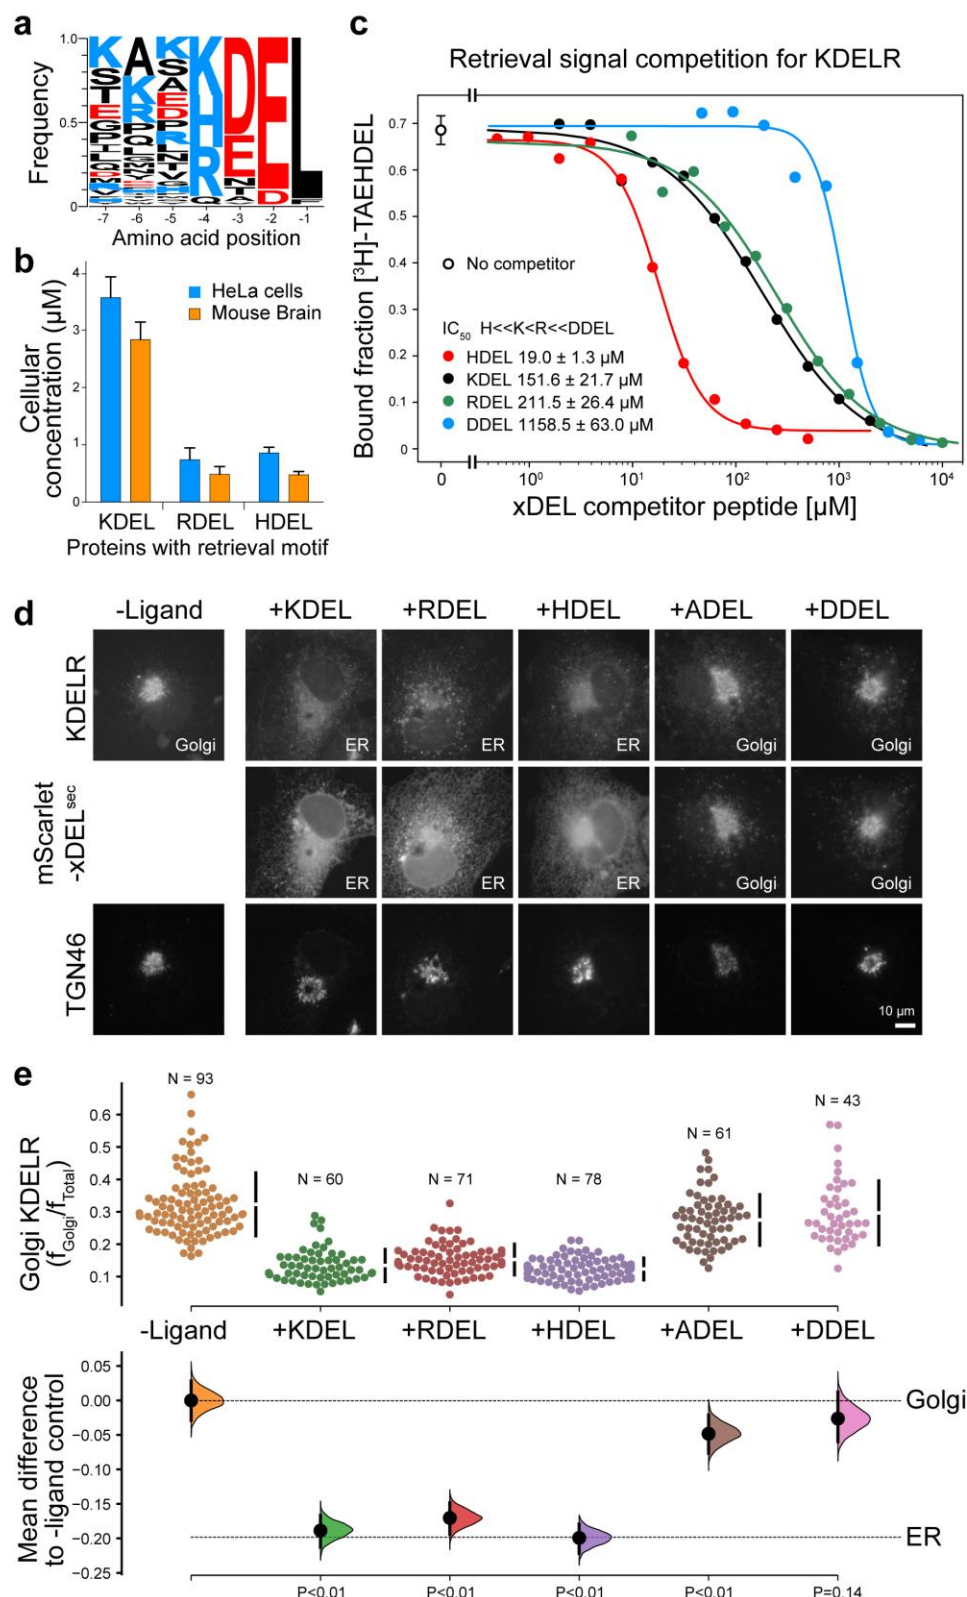 a
Frequency
1.0
0.5
0
K A K K D E L
-7 -6 -5 -4 -3 -2 -1
Amino acid position
b
Cellular
concentration (µM)
4
3
2
1
0
HeLa cells
Mouse Brain
KDEL RDEL HDEL
Proteins with retrieval motif
c
Retrieval signal competition for KDELR
Bound fraction [³H]-TAEHDEL
0.7
0.6
0.5
0.4
0.3
0.2
0.1
0
No competitor
IC₅₀ H<<K<R<<DDEL
HDEL 19.0 ± 1.3 µM
KDEL 151.6 ± 21.7 µM
RDEL 211.5 ± 26.4 µM
DDEL 1158.5 ± 63.0 µM
0 10⁰ 10¹ 10² 10³ 10⁴
xDEL competitor peptide [µM]
d
-Ligand +KDEL +RDEL +HDEL +ADEL +DDEL
KDELR
Golgi ER ER ER Golgi Golgi
mScarlet
-xDELˢᵉᶜ
ER ER ER Golgi Golgi
TGN46
10 µm
e
Golgi KDELR
(f_Golgi/f_Total)
0.6
0.5
0.4
0.3
0.2
0.1
N = 93
N = 60
N = 71
N = 78
N = 61
N = 43
-Ligand +KDEL +RDEL +HDEL +ADEL +DDEL
Mean difference
to -ligand control
0.05
0.00
−0.05
−0.10
−0.15
−0.20
−0.25
Golgi
ER
P<0.01 P<0.01 P<0.01 P<0.01 P=0.14